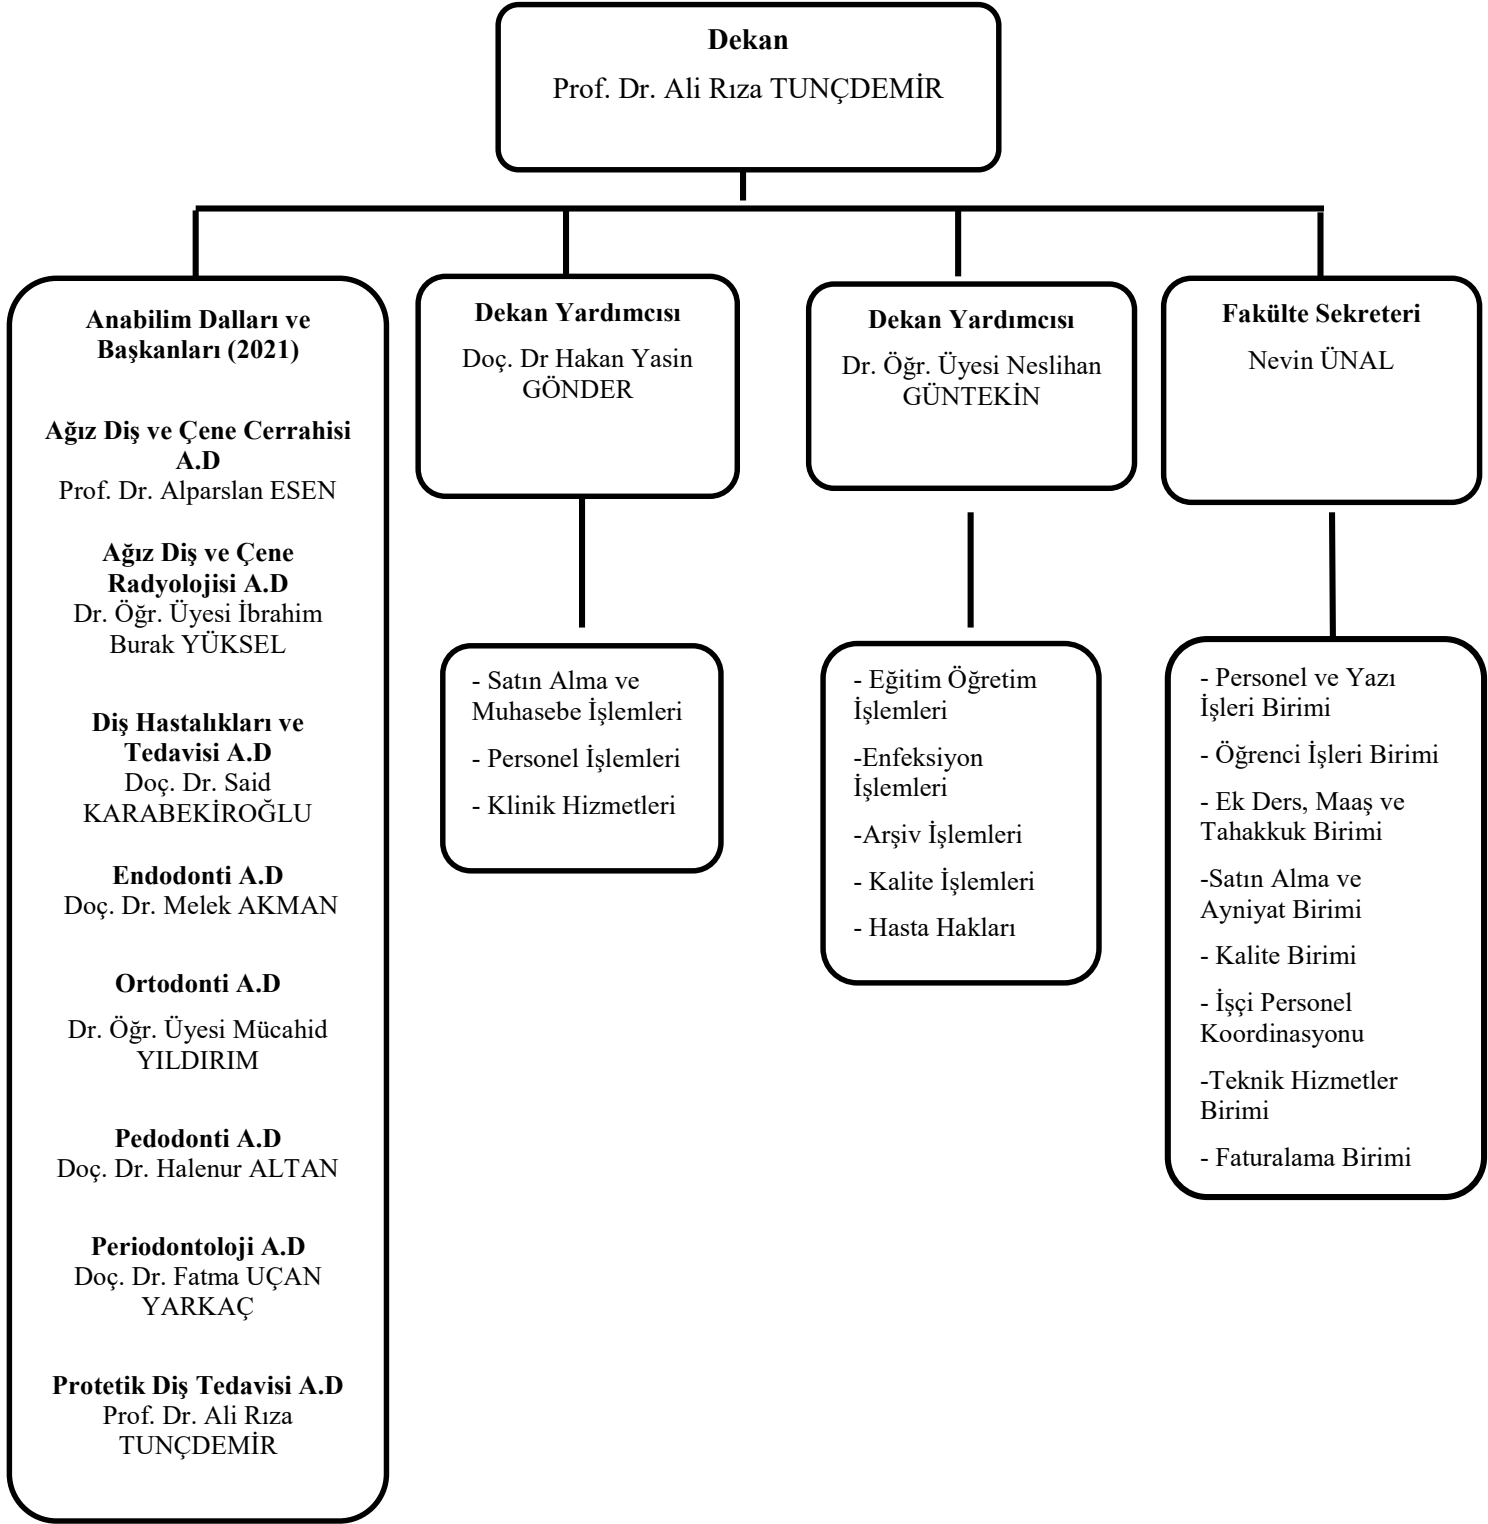 Dekan
Prof. Dr. Ali Rıza TUNÇDEMİR
Anabilim Dalları ve
Başkanları (2021)
Ağız Diş ve Çene Cerrahisi
A.D
Prof. Dr. Alparslan ESEN
Ağız Diş ve Çene
Radyolojisi A.D
Dr. Öğr. Üyesi İbrahim
Burak YÜKSEL
Diş Hastalıkları ve
Tedavisi A.D
Doç. Dr. Said
KARABEKİROĞLU
Endodonti A.D
Doç. Dr. Melek AKMAN
Ortodonti A.D
Dr. Öğr. Üyesi Mücahid
YILDIRIM
Pedodonti A.D
Doç. Dr. Halenur ALTAN
Periodontoloji A.D
Doç. Dr. Fatma UÇAN
YARKAÇ
Protetik Diş Tedavisi A.D
Prof. Dr. Ali Rıza
TUNÇDEMİR
Dekan Yardımcısı
Doç. Dr Hakan Yasin
GÖNDER
- Satın Alma ve
Muhasebe İşlemleri
- Personel İşlemleri
- Klinik Hizmetleri
Dekan Yardımcısı
Dr. Öğr. Üyesi Neslihan
GÜNTEKİN
- Eğitim Öğretim
İşlemleri
-Enfeksiyon
İşlemleri
-Arşiv İşlemleri
- Kalite İşlemleri
- Hasta Hakları
Fakülte Sekreteri
Nevin ÜNAL
- Personel ve Yazı
İşleri Birimi
- Öğrenci İşleri Birimi
- Ek Ders, Maaş ve
Tahakkuk Birimi
-Satın Alma ve
Ayniyat Birimi
- Kalite Birimi
- İşçi Personel
Koordinasyonu
-Teknik Hizmetler
Birimi
- Faturalama Birimi